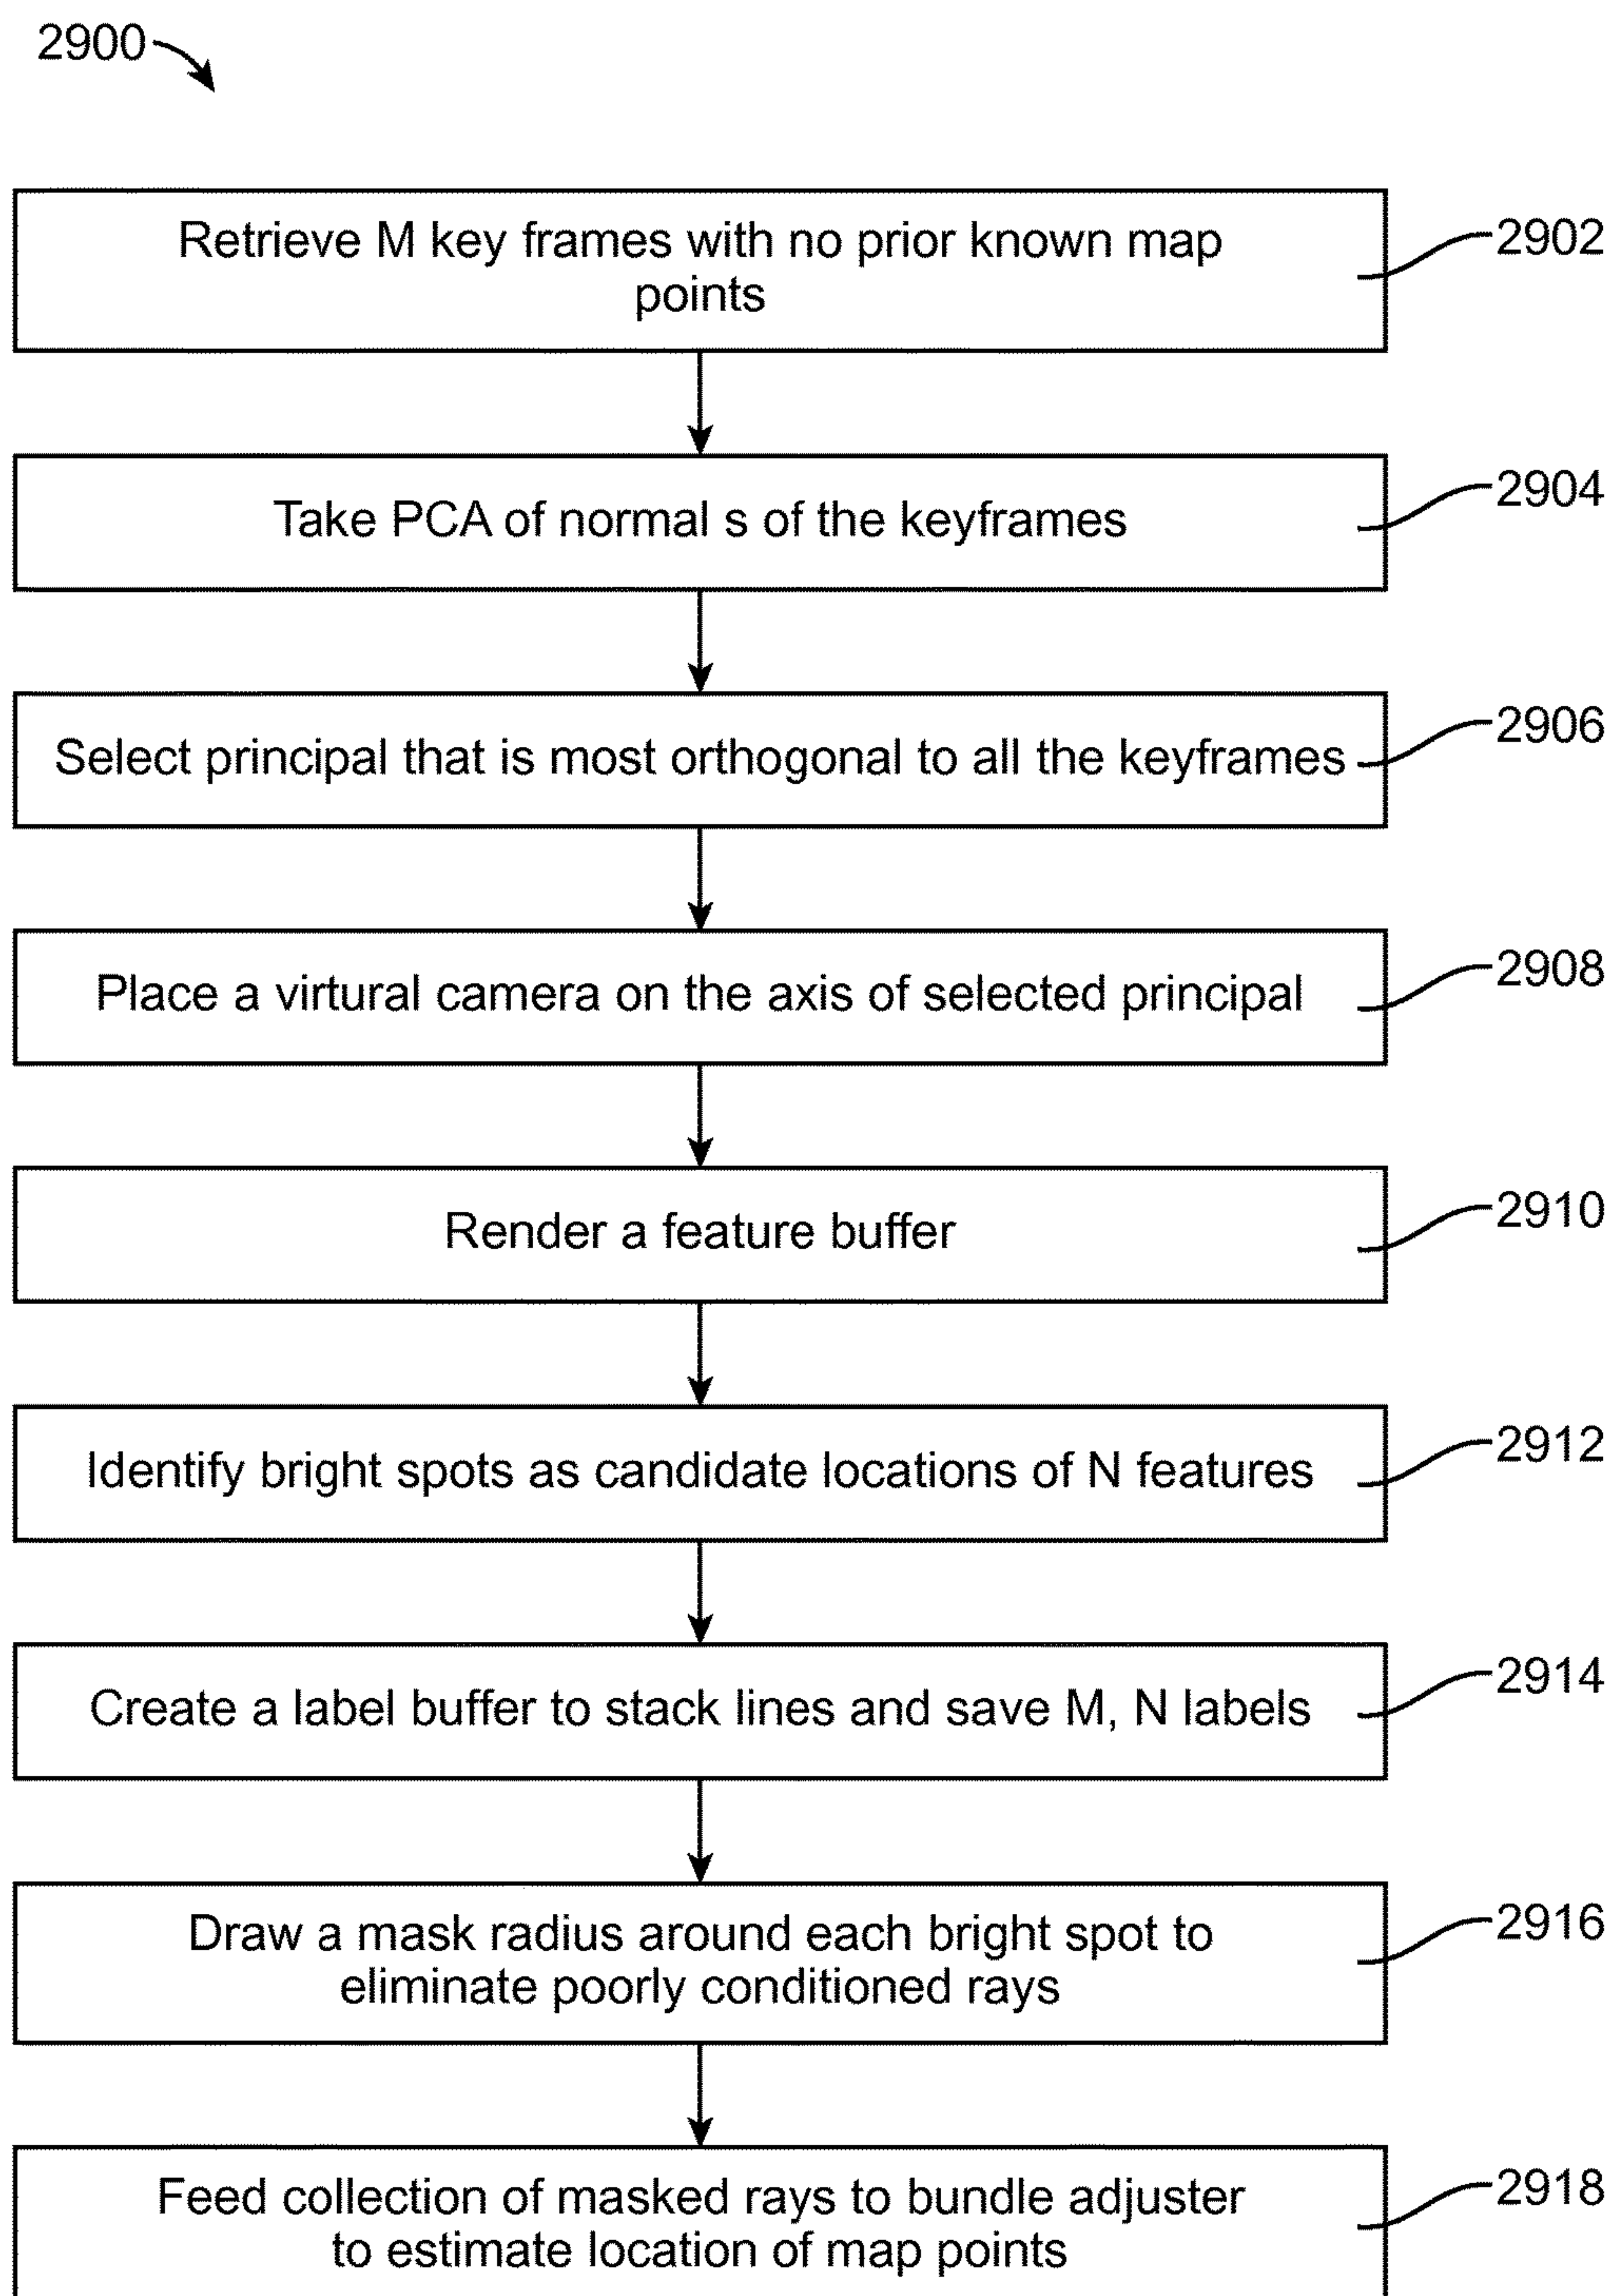 2900
Retrieve M key frames with no prior known map
points
2902
Take PCA of normal s of the keyframes
2904
Select principal that is most orthogonal to all the keyframes
2906
Place a virtural camera on the axis of selected principal
2908
Render a feature buffer
2910
Identify bright spots as candidate locations of N features
2912
Create a label buffer to stack lines and save M, N labels
2914
Draw a mask radius around each bright spot to
eliminate poorly conditioned rays
2916
Feed collection of masked rays to bundle adjuster
to estimate location of map points
2918